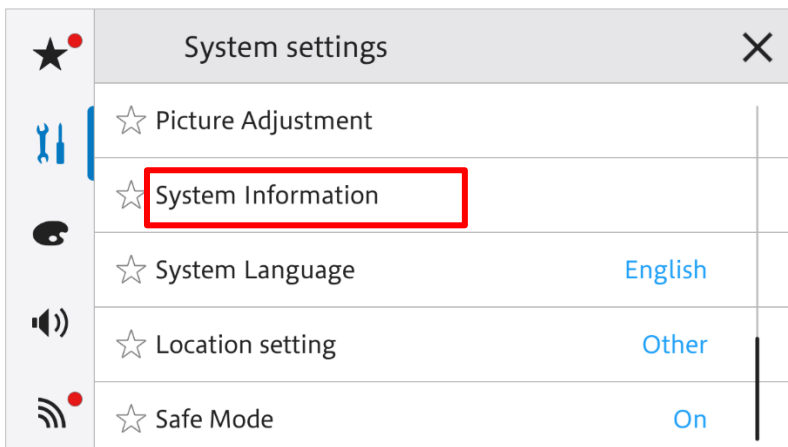 System settings
Picture Adjustment
System Information
System Language English
Location setting Other
Safe Mode On